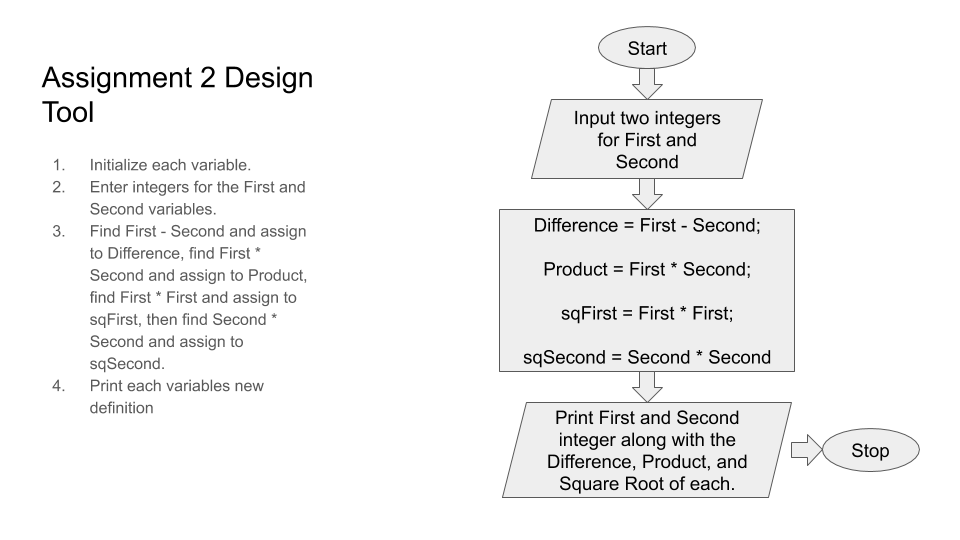 Assignment 2 Design
Tool
1. Initialize each variable.
2. Enter integers for the First and
Second variables.
3. Find First - Second and assign
to Difference, find First *
Second and assign to Product,
find First * First and assign to
sqFirst, then find Second *
Second and assign to
sqSecond.
4. Print each variables new
definition
Start
Input two integers
for First and
Second
Difference = First - Second;
Product = First * Second;
sqFirst = First * First;
sqSecond = Second * Second
Print First and Second
integer along with the
Difference, Product, and
Square Root of each.
Stop